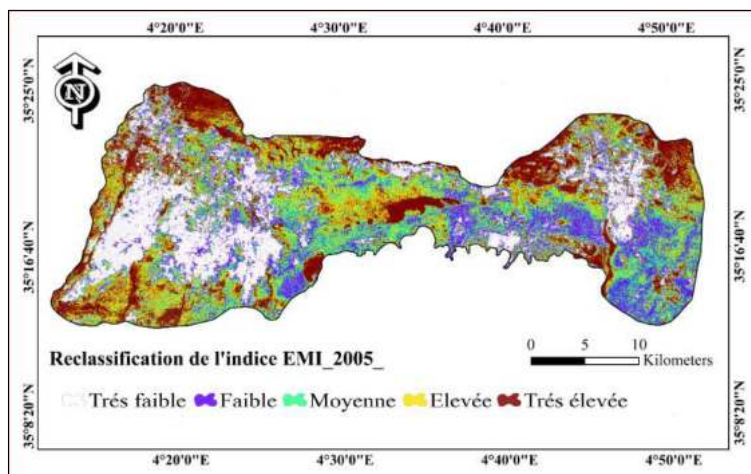 4°20'0"E 4°30'0"E 4°40'0"E 4°50'0"E
35°25'0"N 35°25'0"N
N
35°16'40"N 35°16'40"N
0 5 10
Kilometers
Reclassification de l'indice EMI_2005_
Trés faible Faible Moyenne Elevée Trés élevée
35°8'20"N 35°8'20"N
4°20'0"E 4°30'0"E 4°40'0"E 4°50'0"E